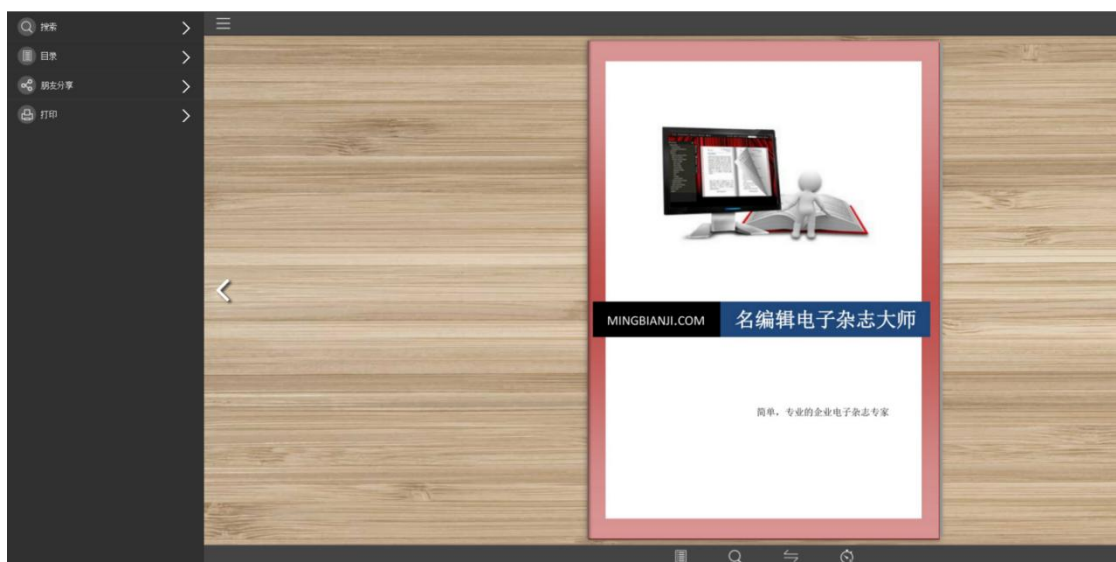 搜索
目录
朋友分享
打印
MINGBIANJI.COM
名编辑电子杂志大师
简单，专业的企业电子杂志专家